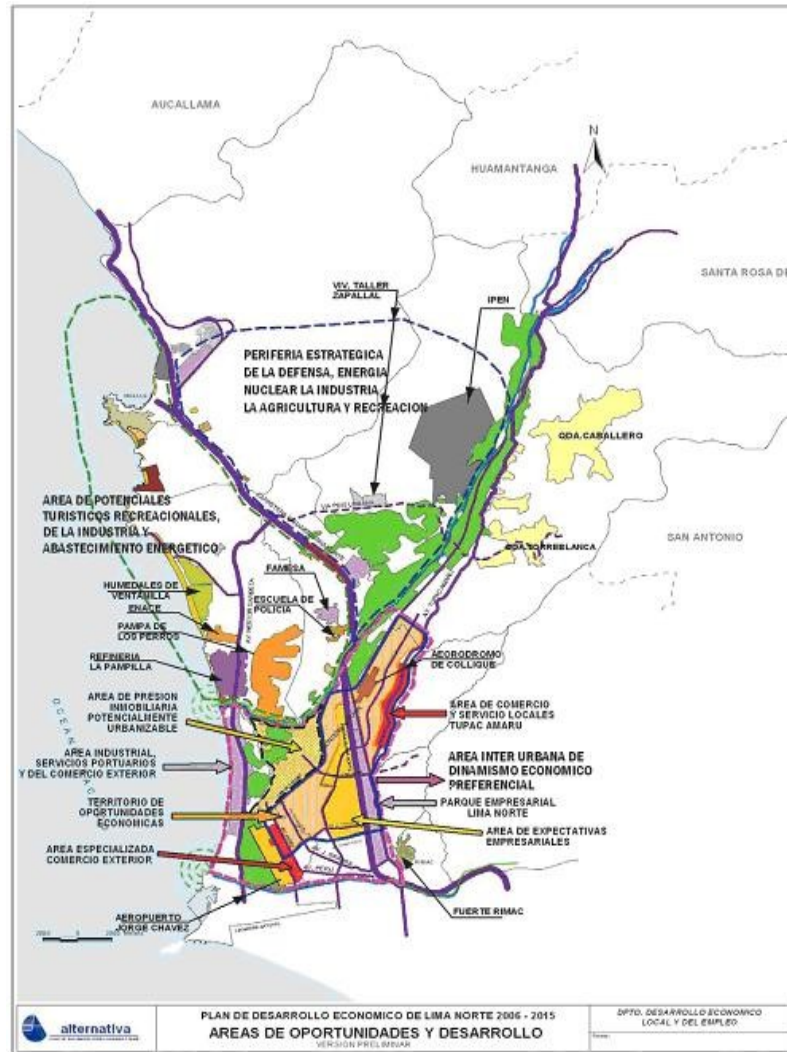 AUCALLAMA
N
HUAMANTANGA
SANTA ROSA DE
VIV. TALLER
ZAPALLAL
IPEN
PERIFERIA ESTRATEGICA
DE LA DEFENSA, ENERGIA
NUCLEAR LA INDUSTRIA
LA AGRICULTURA Y RECREACION
QDA.CABALLERO
AREA DE POTENCIALES
TURISTICOS RECREACIONALES,
DE LA INDUSTRIA Y
ABASTECIMIENTO ENERGETICO
SAN ANTONIO
QDA.TORREBLANCA
FAMESA
HUMEDALES DE
VENTANILLA
ESCUELA DE
POLICIA
ENACE
PAMPA DE
LOS PERROS
AEORODROMO
DE COLLIQUE
REFINERIA
LA PAMPILLA
AREA DE PRESION
INMOBILIARIA
POTENCIALMENTE
URBANIZABLE
AREA DE COMERCIO
Y SERVICIO LOCALES
TUPAC AMARU
AREA INDUSTRIAL,
SERVICIOS PORTUARIOS
Y DEL COMERCIO EXTERIOR
AREA INTER URBANA DE
DINAMISMO ECONOMICO
PREFERENCIAL
PARQUE EMPRESARIAL
LIMA NORTE
TERRITORIO DE
OPORTUNIDADES
ECONOMICAS
AREA DE EXPECTATIVAS
EMPRESARIALES
AREA ESPECIALIZADA
COMERCIO EXTERIOR
FUERTE RIMAC
AEROPUERTO
JORGE CHAVEZ
alternativa
PLAN DE DESARROLLO ECONOMICO DE LIMA NORTE 2006 - 2015
AREAS DE OPORTUNIDADES Y DESARROLLO
VERSION PRELIMINAR
DPTO. DESARROLLO ECONOMICO
LOCAL Y DEL EMPLEO